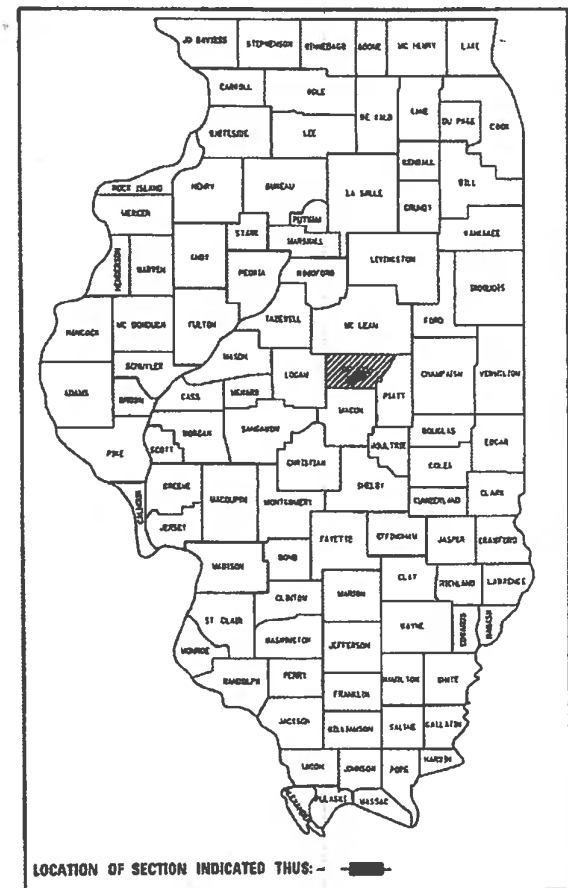 JO DAVIESS STEPHENSON WINNEBAGO BOONE MC HENRY LAKE
CARROLL OGLE
DE KALB KANE DU PAGE COOK
WHITESIDE LEE
KENDALL WILL
ROCK ISLAND HENRY BUREAU LA SALLE
MERCER PUTNAM GRUNDY
STARK MARSHALL KANKAKEE
HENDERSON WARREN KNOX PEORIA WOODFORD LIVINGSTON IROQUOIS
HANCOCK MC DONOUGH FULTON TAZEWELL MC LEAN FORD
MASON
SCHUYLER LOGAN CHAMPAIGN VERMILION
ADAMS BROWN CASS MENARD PIATT
MACON
PIKE SCOTT MORGAN SANGAMON MOULTRIE DOUGLAS EDGAR
CHRISTIAN COLES
GREENE SHELBY
CALHOUN MACOUPIN MONTGOMERY CUMBERLAND CLARK
JERSEY
FAYETTE EFFINGHAM JASPER CRAWFORD
MADISON BOND
CLAY RICHLAND LAWRENCE
CLINTON MARION
ST CLAIR WAYNE EDWARDS WABASH
WASHINGTON JEFFERSON
MONROE
RANDOLPH PERRY HAMILTON WHITE
FRANKLIN
JACKSON WILLIAMSON SALINE GALLATIN
UNION JOHNSON POPE HARDIN
ALEXANDER PULASKI MASSAC
LOCATION OF SECTION INDICATED THUS: -